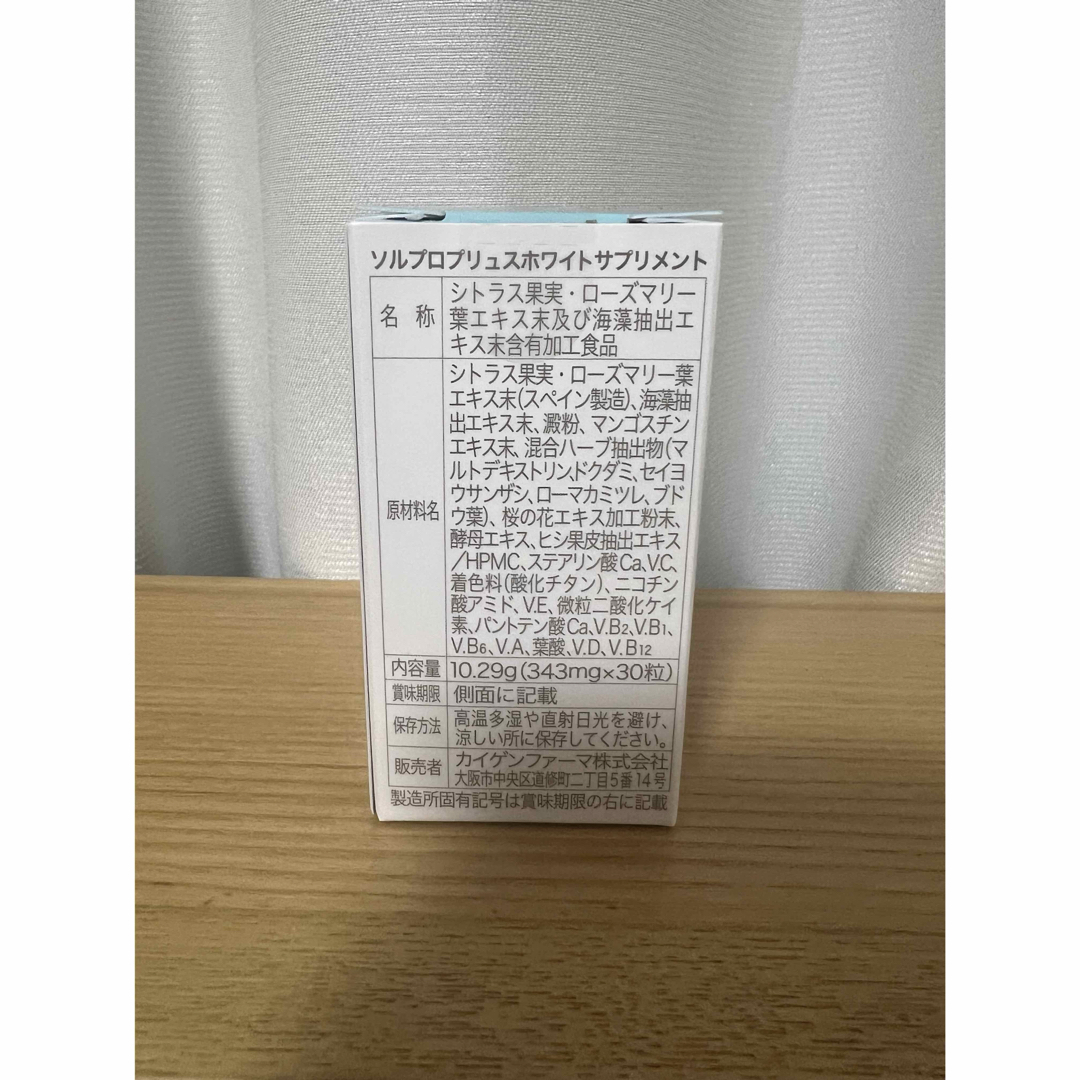 ソルプロプリュスホワイトサプリメント
名称
シトラス果実・ローズマリー
葉エキス末及び海藻抽出エ
キス末含有加工食品
原材料名
シトラス果実・ローズマリー葉
エキス末(スペイン製造)、海藻抽
出エキス末、澱粉、マンゴスチン
エキス末、混合ハーブ抽出物(マ
ルトデキストリン、ドクダミ、セイヨ
ウサンザシ、ローマカミツレ、ブド
ウ葉)、桜の花エキス加工粉末、
酵母エキス、ヒシ果皮抽出エキス
/HPMC、ステアリン酸Ca、V.C、
着色料(酸化チタン)、ニコチン
酸アミド、V.E、微粒二酸化ケイ
素、パントテン酸Ca、V.B2、V.B1、
V.B6、V.A、葉酸、V.D、V.B12
内容量 10.29g(343mg×30粒)
賞味期限 側面に記載
保存方法
高温多湿や直射日光を避け、
涼しい所に保存してください。
販売者
カイゲンファーマ株式会社
大阪市中央区道修町二丁目5番14号
製造所固有記号は賞味期限の右に記載